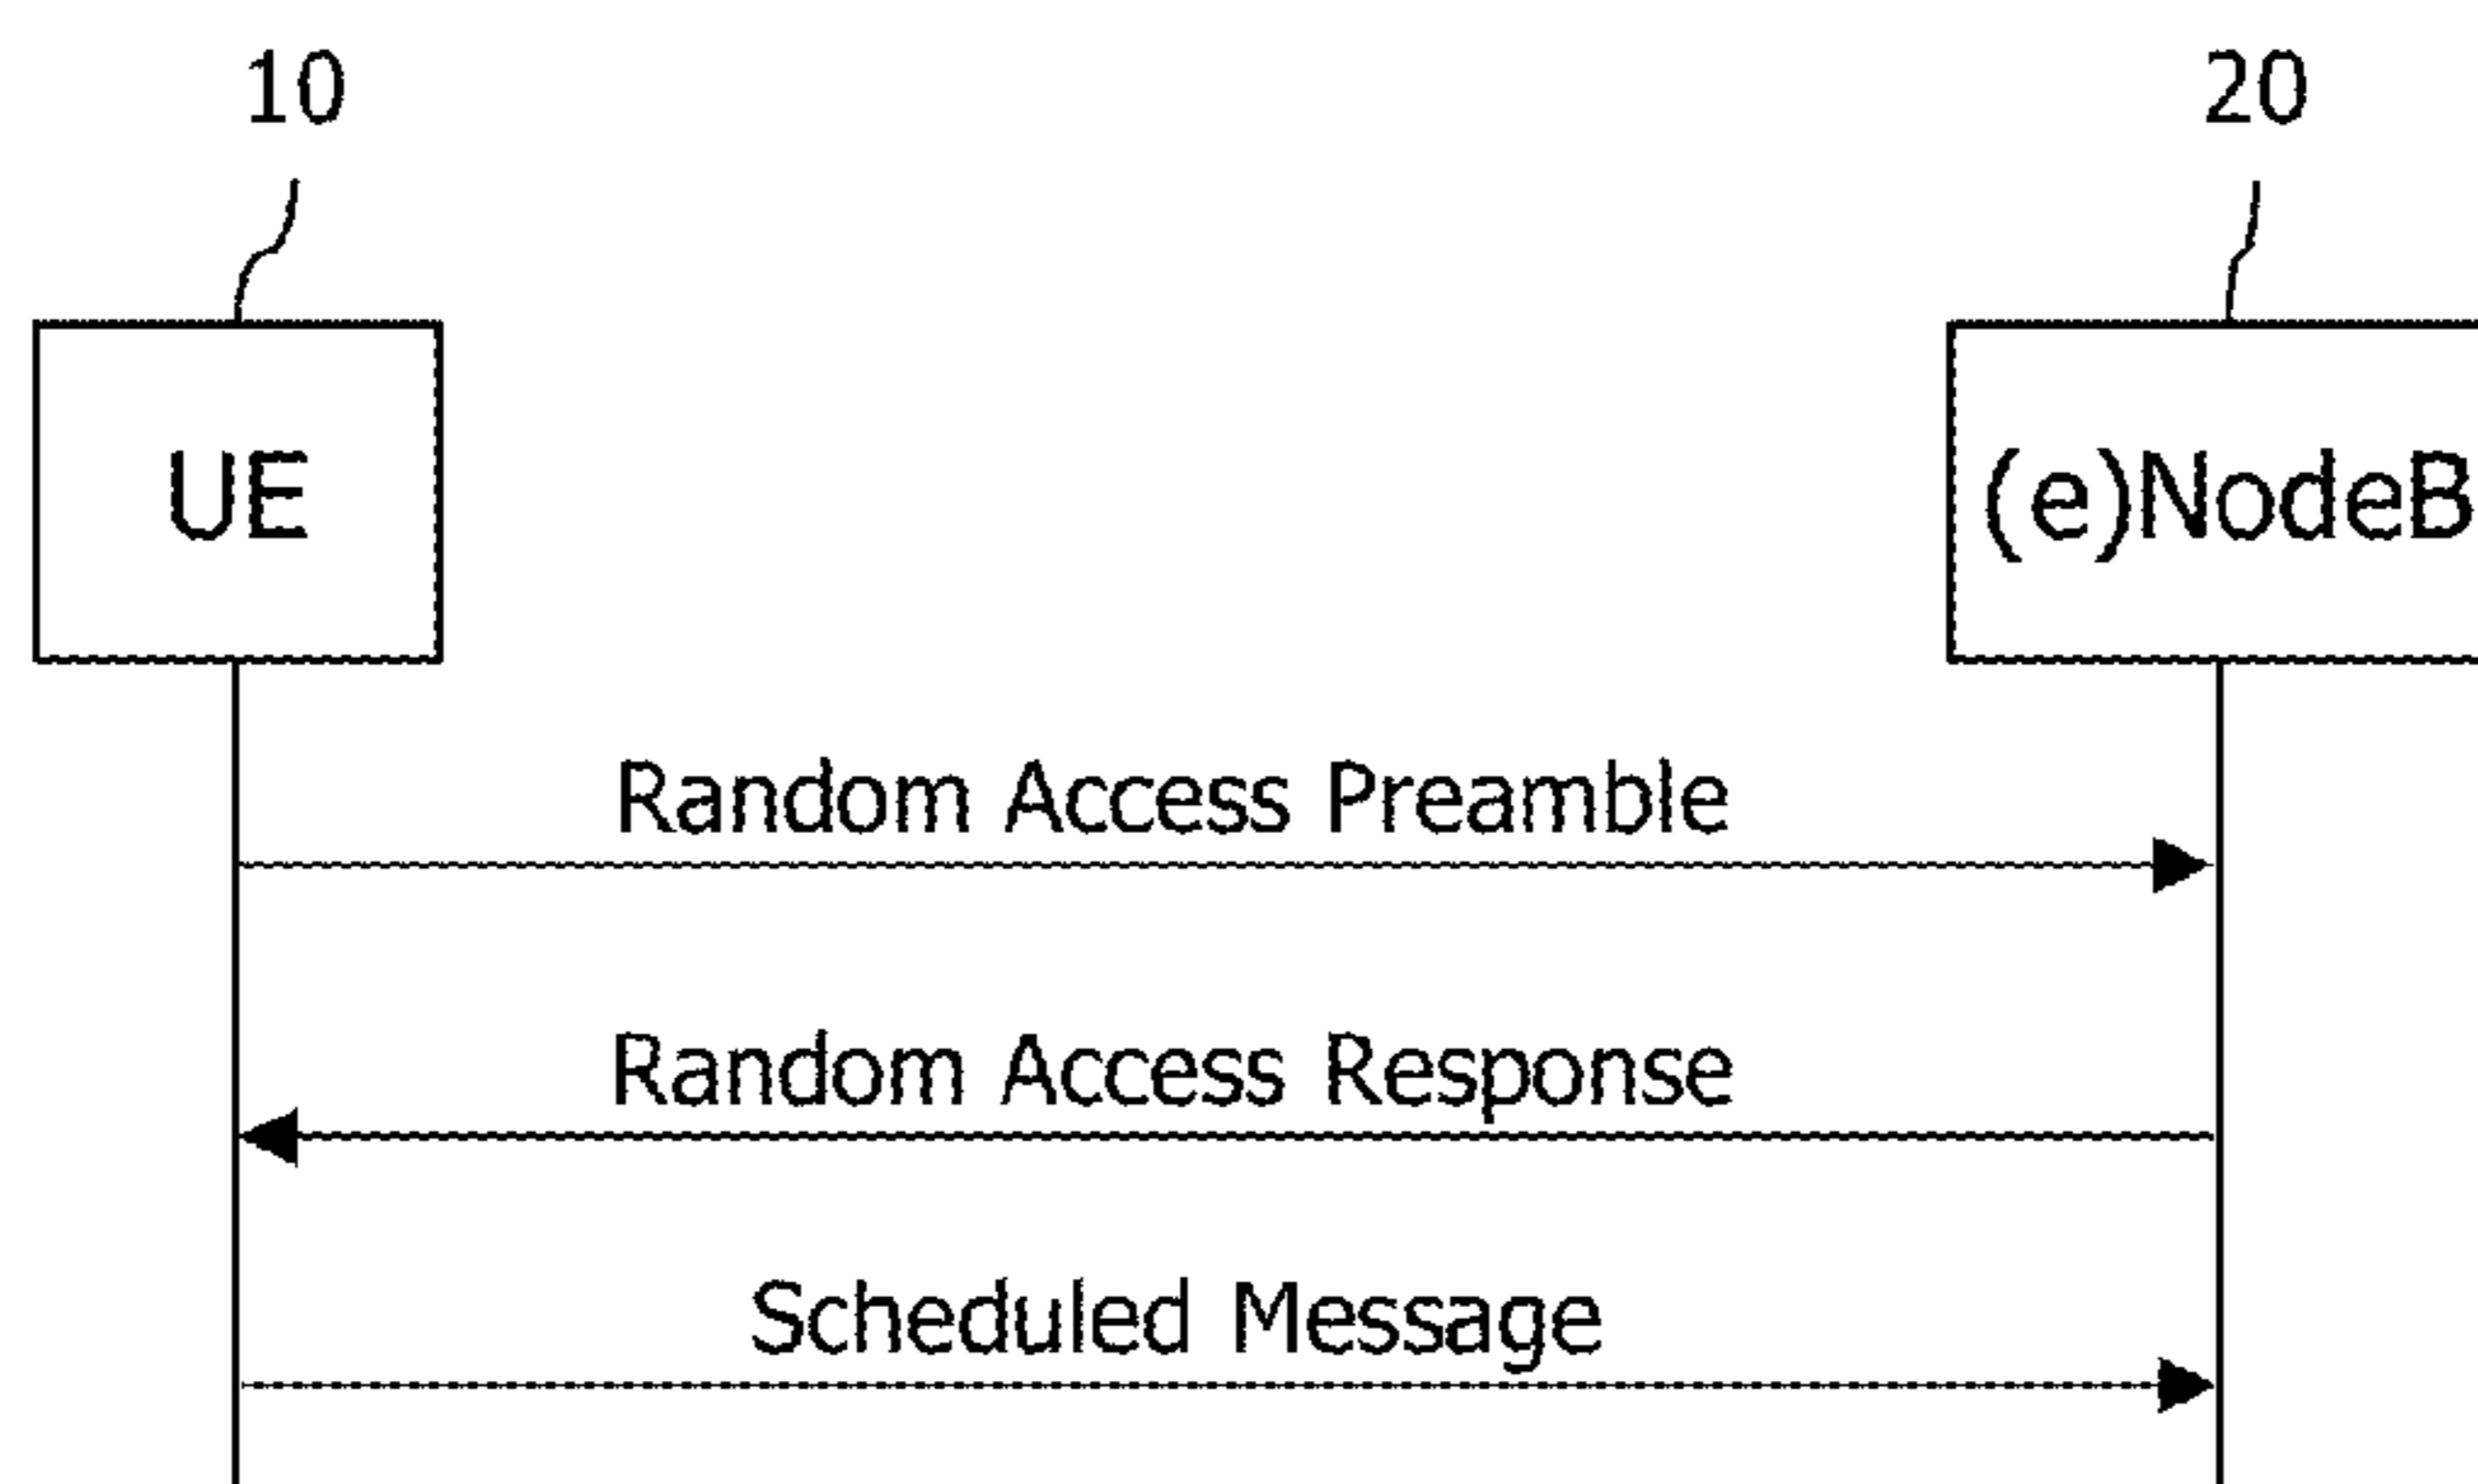 10
20
UE
(e)NodeB
Random Access Preamble
Random Access Response
Scheduled Message